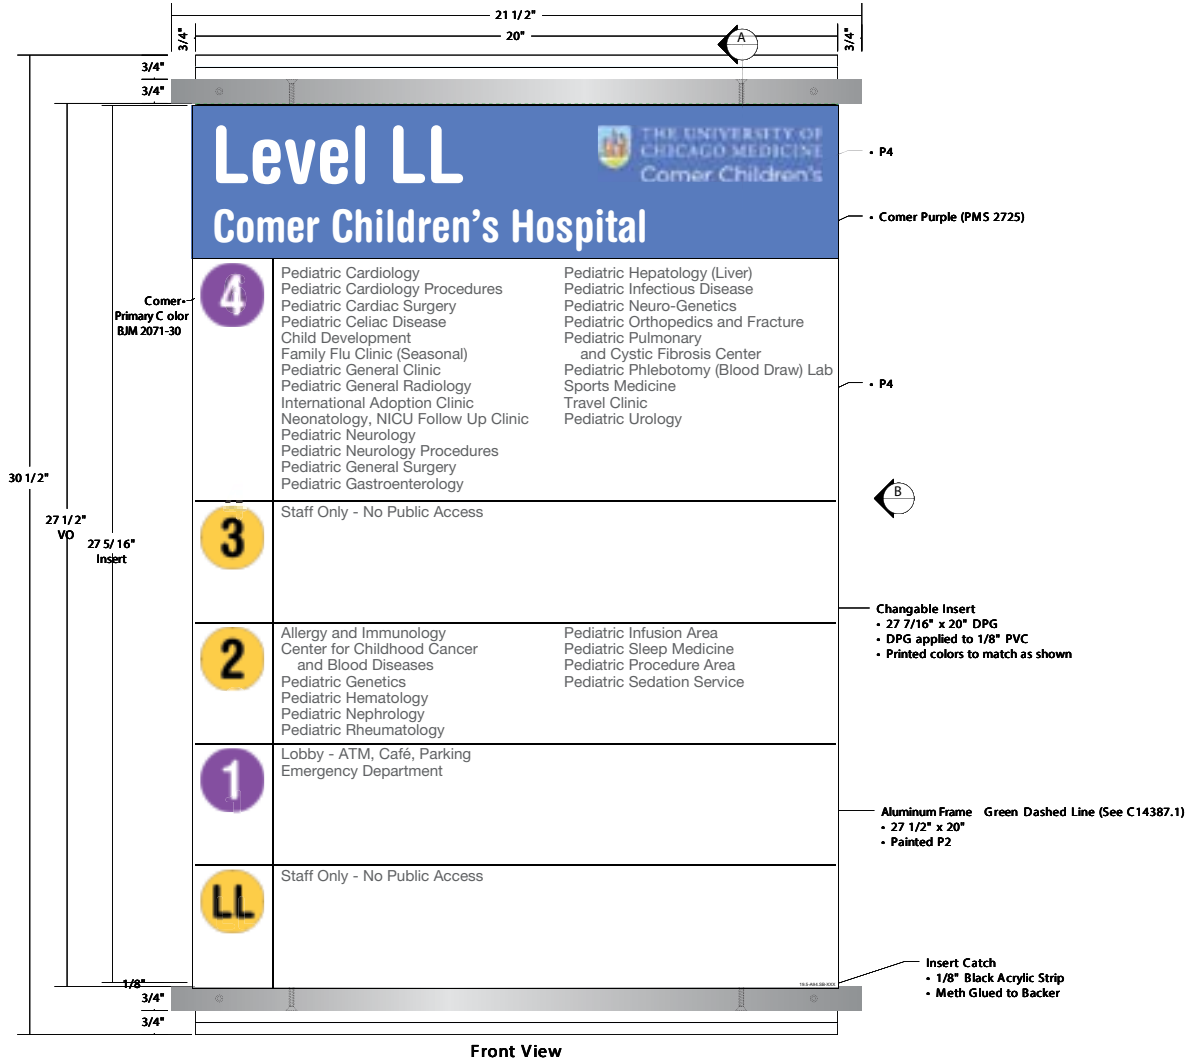 21 1/2"
3/4"
20"
3/4"
A
3/4"
3/4"
Level LL
THE UNIVERSITY OF
CHICAGO MEDICINE
Comer Children's
Comer Children's Hospital
• P4
• Comer Purple (PMS 2725)
4
Comer
Primary C olor
BJM 2071-30
Pediatric Cardiology
Pediatric Cardiology Procedures
Pediatric Cardiac Surgery
Pediatric Celiac Disease
Child Development
Family Flu Clinic (Seasonal)
Pediatric General Clinic
Pediatric General Radiology
International Adoption Clinic
Neonatology, NICU Follow Up Clinic
Pediatric Neurology
Pediatric Neurology Procedures
Pediatric General Surgery
Pediatric Gastroenterology
Pediatric Hepatology (Liver)
Pediatric Infectious Disease
Pediatric Neuro-Genetics
Pediatric Orthopedics and Fracture
Pediatric Pulmonary
and Cystic Fibrosis Center
Pediatric Phlebotomy (Blood Draw) Lab
Sports Medicine
Travel Clinic
Pediatric Urology
• P4
30 1/2"
27 1/2"
VO
27 5/16"
Insert
B
3
Staff Only - No Public Access
Changable Insert
• 27 7/16" x 20" DPG
• DPG applied to 1/8" PVC
• Printed colors to match as shown
2
Allergy and Immunology
Center for Childhood Cancer
and Blood Diseases
Pediatric Genetics
Pediatric Hematology
Pediatric Nephrology
Pediatric Rheumatology
Pediatric Infusion Area
Pediatric Sleep Medicine
Pediatric Procedure Area
Pediatric Sedation Service
1
Lobby - ATM, Café, Parking
Emergency Department
Aluminum Frame Green Dashed Line (See C14387.1)
• 27 1/2" x 20"
• Painted P2
LL
Staff Only - No Public Access
Insert Catch
• 1/8" Black Acrylic Strip
• Meth Glued to Backer
1/8"
3/4"
3/4"
Front View